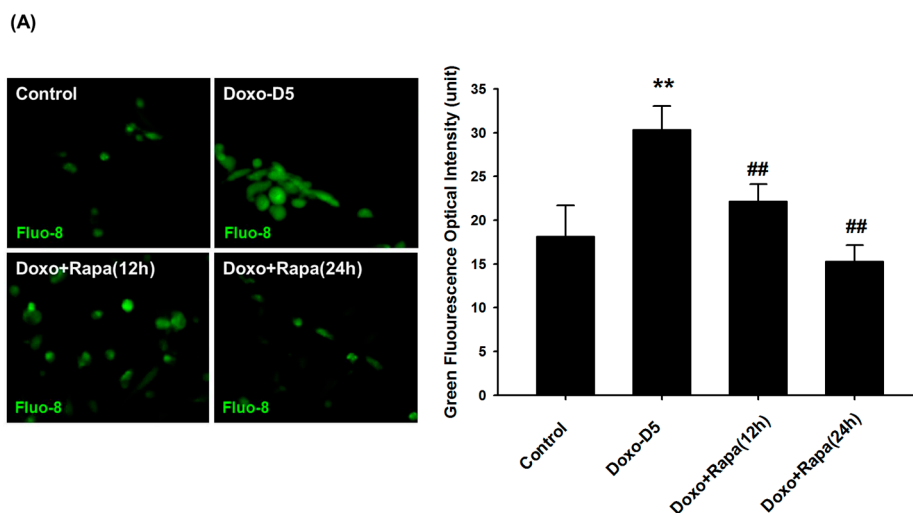 (A)
Control
Fluo-8
Doxo-D5
Fluo-8
Doxo+Rapa(12h)
Fluo-8
Doxo+Rapa(24h)
Fluo-8
Green Fluourescence Optical Intensity (unit)
35
30
25
20
15
10
5
0
**
##
##
Control
Doxo-D5
Doxo+Rapa(12h)
Doxo+Rapa(24h)